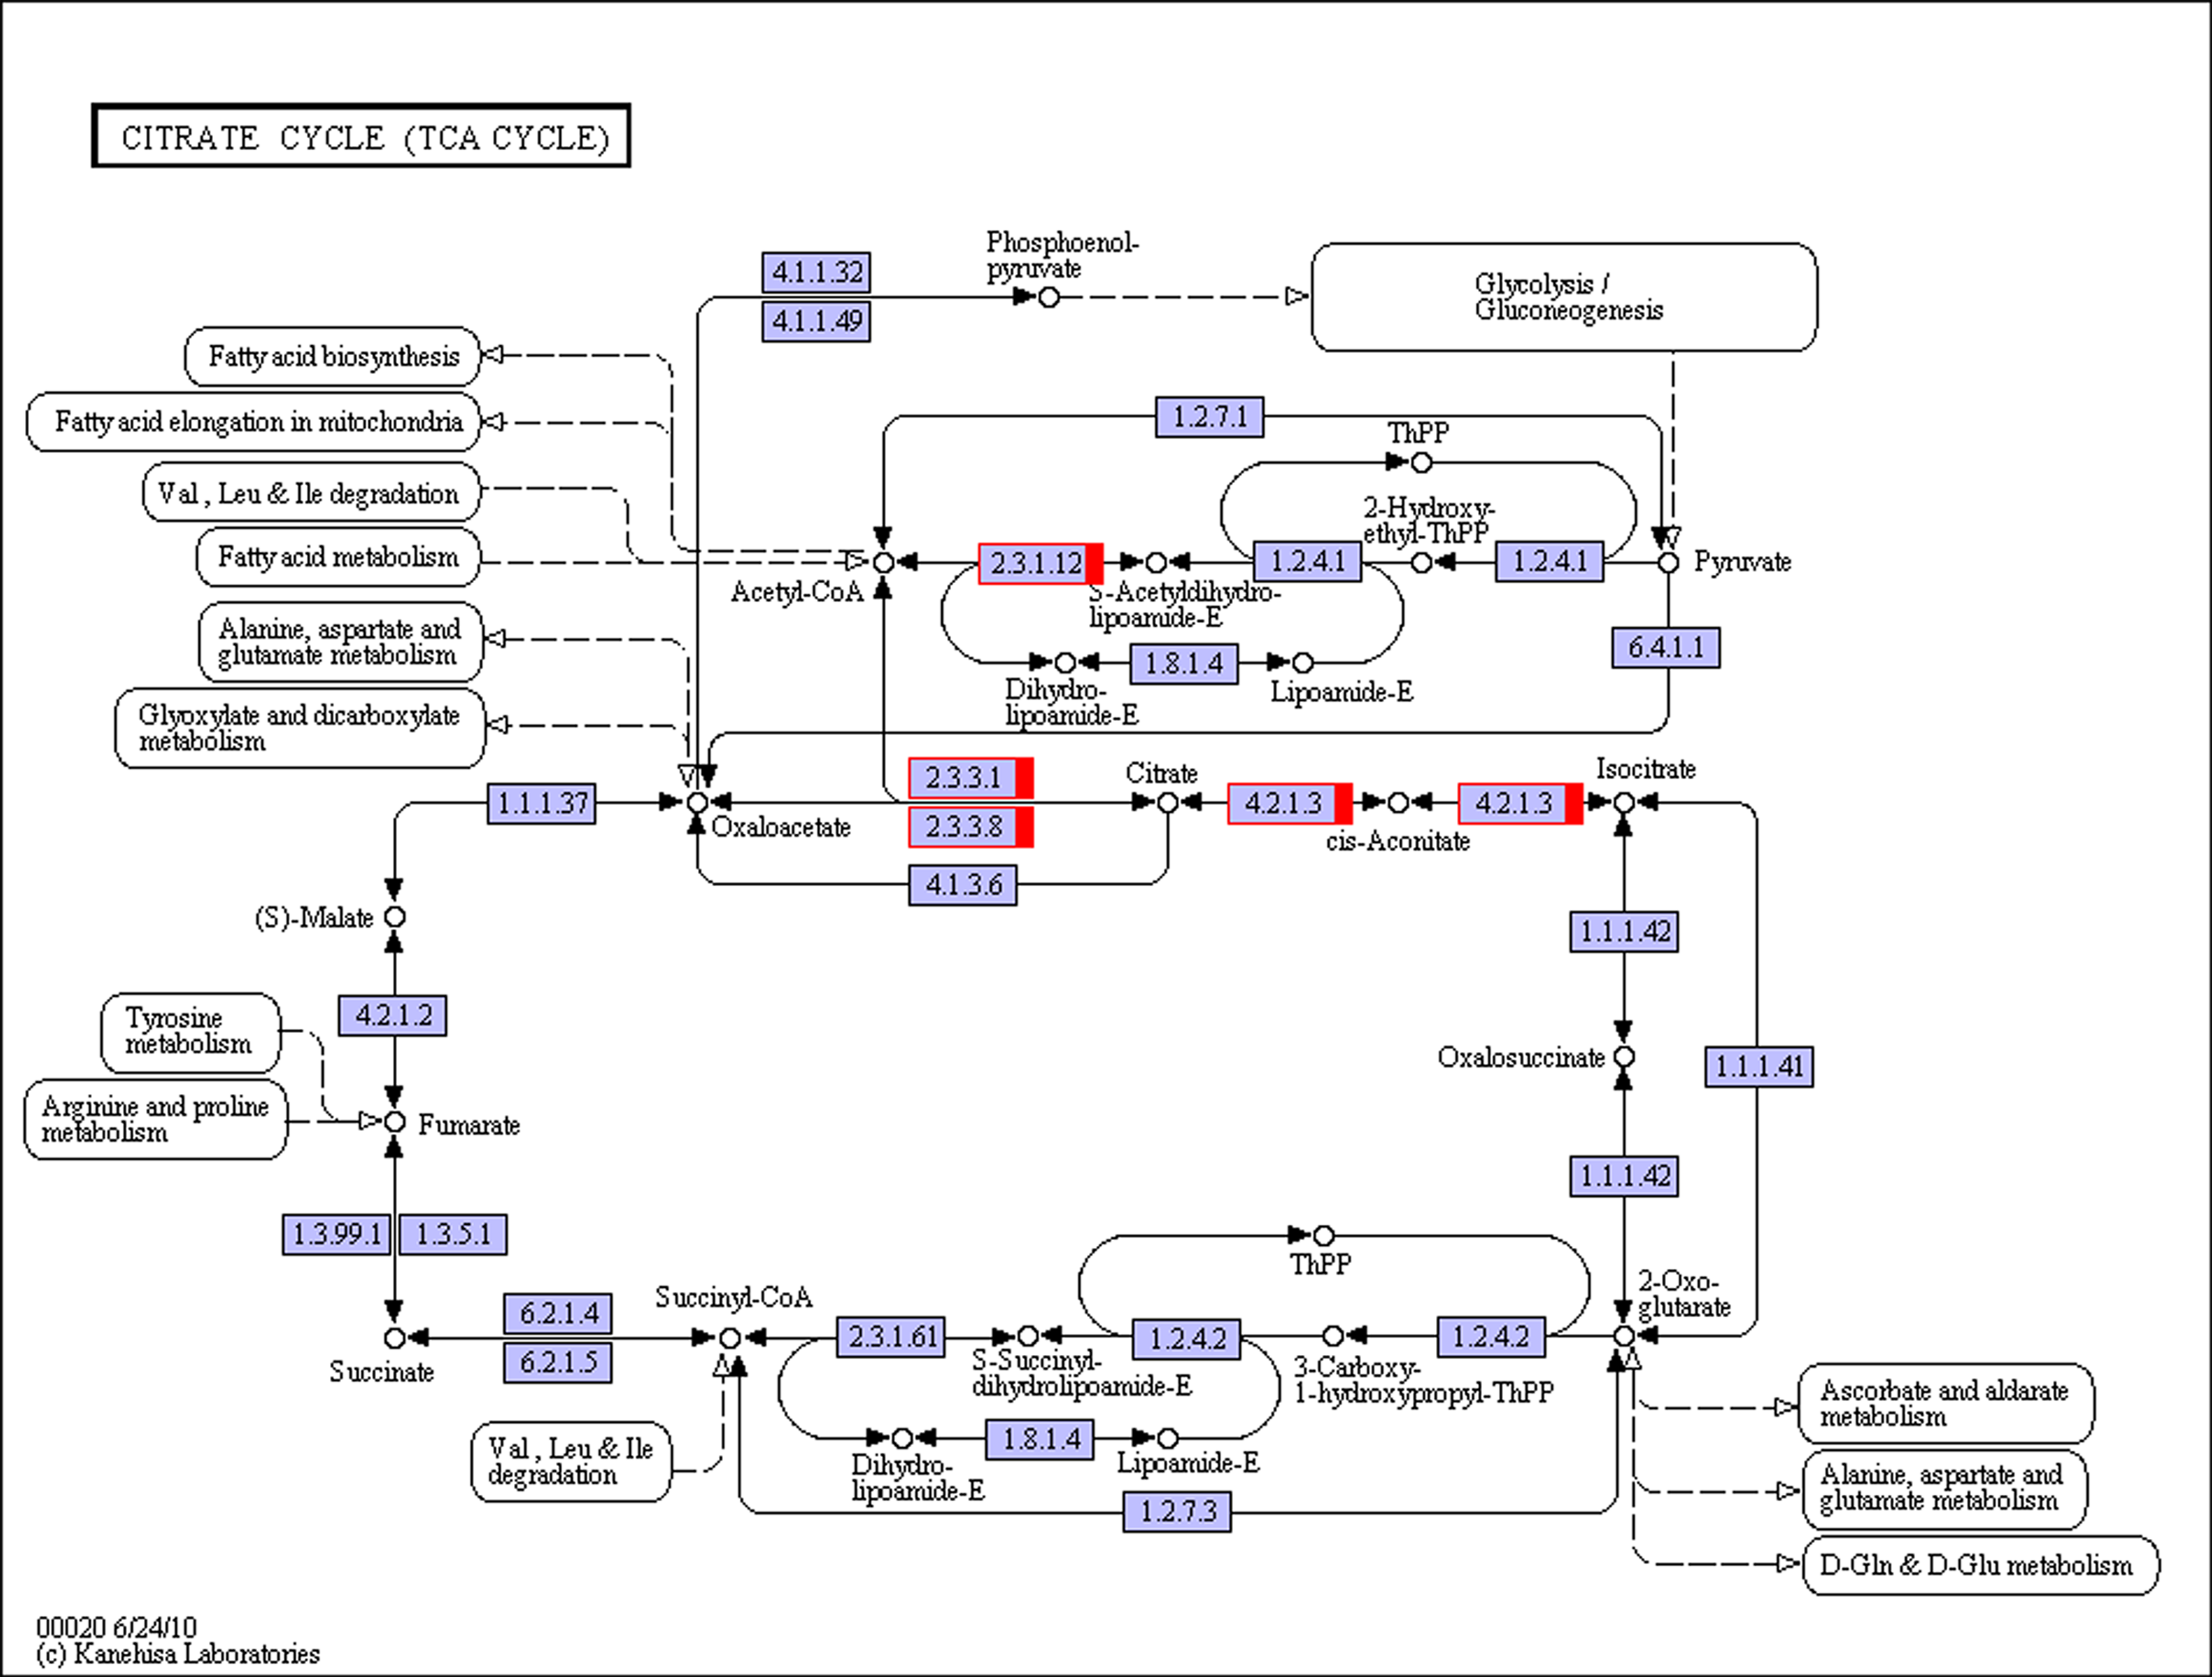 CITRATE CYCLE (TCA CYCLE)
Phosphoenol-
pyruvate
4.1.1.32
4.1.1.49
Glycolysis /
Gluconeogenesis
Fatty acid biosynthesis
Fatty acid elongation in mitochondria
Val , Leu & Ile degradation
Fatty acid metabolism
Alanine, aspartate and
glutamate metabolism
Glyoxylate and dicarboxylate
metabolism
1.2.7.1
ThPP
2-Hydroxy-
ethyl-ThPP
Acetyl-CoA
2.3.1.12
S-Acetyldihydro-
lipoamide-E
1.2.4.1
1.2.4.1
Pyruvate
6.4.1.1
1.8.1.4
Dihydro-
lipoamide-E
Lipoamide-E
1.1.1.37
Oxaloacetate
2.3.3.1
2.3.3.8
4.1.3.6
Citrate
4.2.1.3
cis-Aconitate
4.2.1.3
Isocitrate
(S)-Malate
4.2.1.2
1.1.1.42
Oxalosuccinate
1.1.1.41
1.1.1.42
Tyrosine
metabolism
Arginine and proline
metabolism
Fumarate
1.3.99.1
1.3.5.1
Succinate
6.2.1.4
6.2.1.5
Succinyl-CoA
2.3.1.61
S-Succinyl-
dihydrolipoamide-E
ThPP
1.2.4.2
3-Carboxy-
1-hydroxypropyl-ThPP
1.2.4.2
2-Oxo-
glutarate
Val , Leu & Ile
degradation
Dihydro-
lipoamide-E
1.8.1.4
Lipoamide-E
1.2.7.3
Ascorbate and aldarate
metabolism
Alanine, aspartate and
glutamate metabolism
D-Gln & D-Glu metabolism
00020 6/24/10
(c) Kanehisa Laboratories